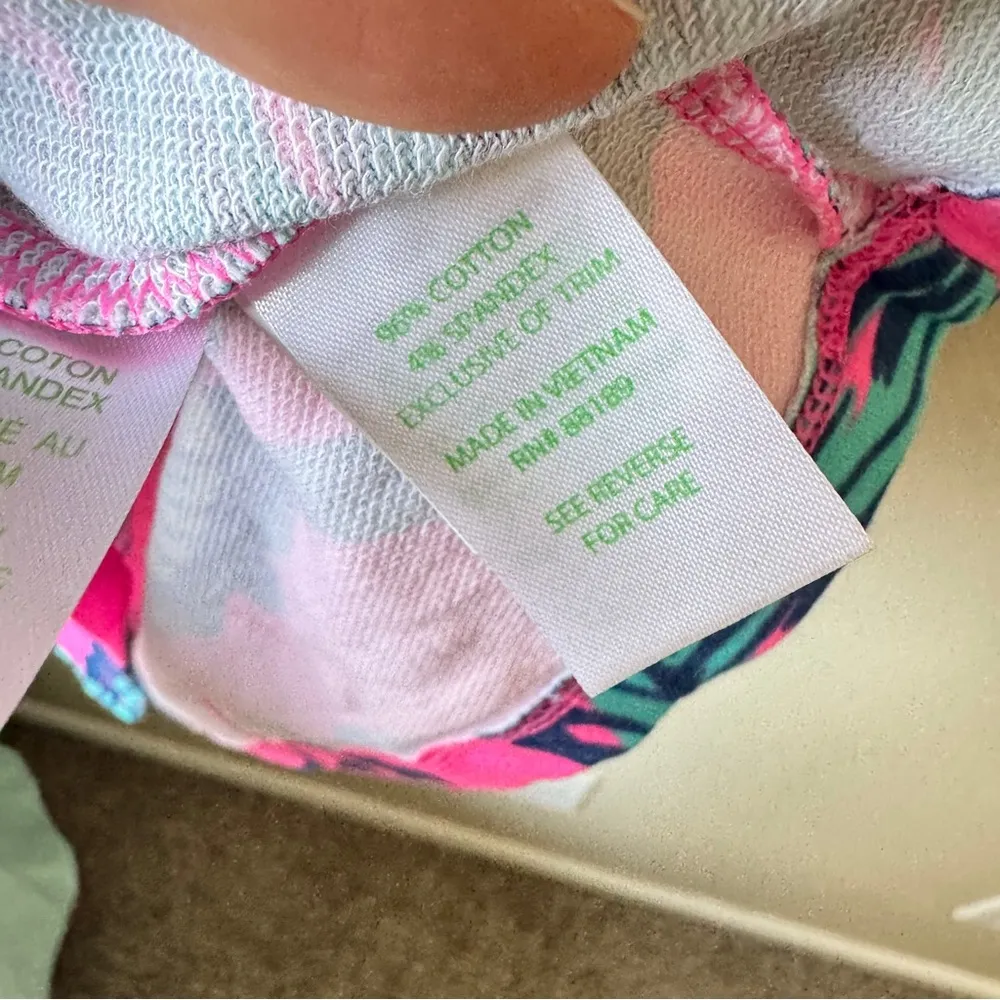 COTON
ANDEX
AU
M
96% COTTON
4% SPANDEX
EXCLUSIVE OF TRIM
MADE IN VIETNAM
RN# 88189
SEE REVERSE
FOR CARE